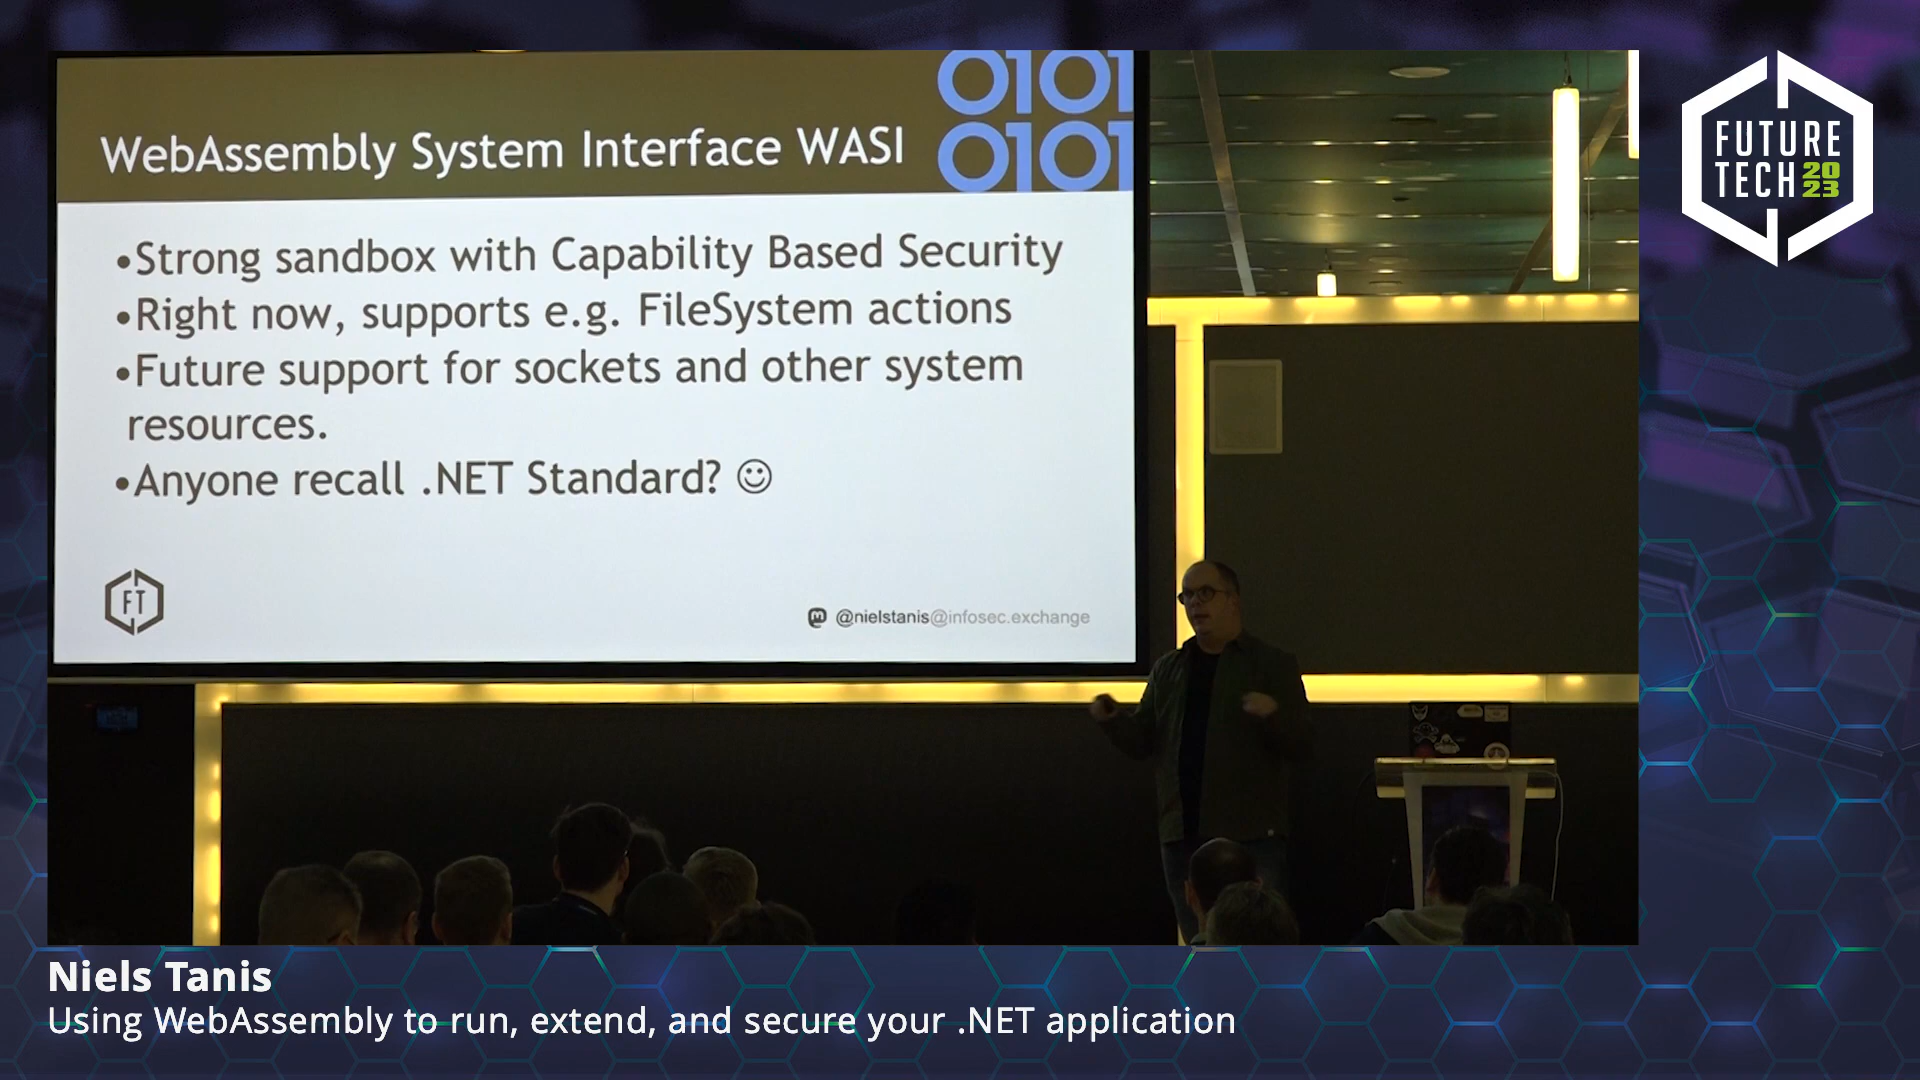 WebAssembly System Interface WASI
0101
0101
•Strong sandbox with Capability Based Security
•Right now, supports e.g. FileSystem actions
•Future support for sockets and other system
resources.
•Anyone recall .NET Standard? ☺
FT
@nielstanis@infosec.exchange
FUTURE
TECH 20
23
Niels Tanis
Using WebAssembly to run, extend, and secure your .NET application